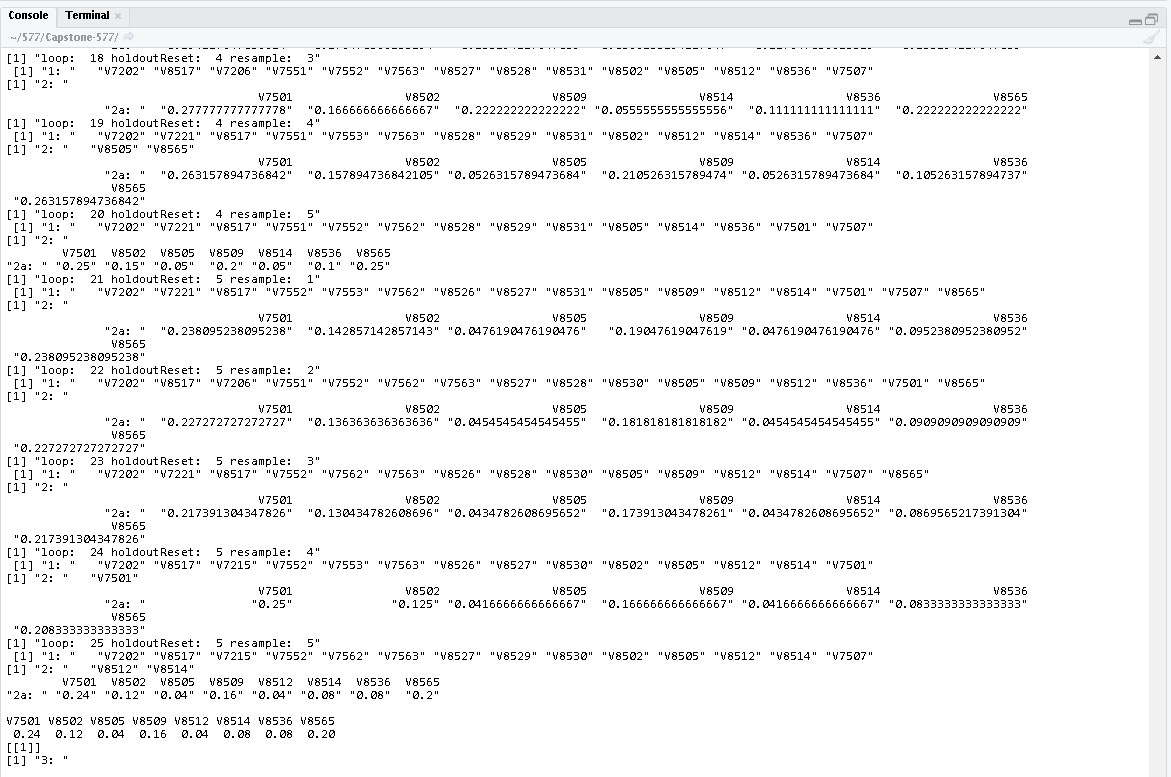 Console Terminal
~/577/Capstone-577/
[1] "loop:  18 holdoutReset:  4 resample:  3"
[1] "1: "   "V7202" "V8517" "V7206" "V7551" "V7552" "V7563" "V8527" "V8528" "V8531" "V8502" "V8505" "V8512" "V8536" "V7507"
[1] "2: "
V7501 V8502 V8509 V8514 V8536 V8565
"2a: " "0.277777777777778" "0.166666666666667" "0.222222222222222" "0.0555555555555556" "0.111111111111111" "0.222222222222222"
[1] "loop:  19 holdoutReset:  4 resample:  4"
[1] "1: "   "V7202" "V7221" "V8517" "V7551" "V7553" "V7563" "V8528" "V8529" "V8531" "V8502" "V8512" "V8514" "V8536" "V7507"
[1] "2: "   "V8505" "V8565"
V7501 V8502 V8505 V8509 V8514 V8536
"2a: " "0.263157894736842" "0.157894736842105" "0.0526315789473684" "0.210526315789474" "0.0526315789473684" "0.105263157894737"
V8565
"0.263157894736842"
[1] "loop:  20 holdoutReset:  4 resample:  5"
[1] "1: "   "V7202" "V7221" "V8517" "V7551" "V7552" "V7562" "V8528" "V8529" "V8531" "V8505" "V8514" "V8536" "V7501" "V7507"
[1] "2: "
V7501 V8502 V8505 V8509 V8514 V8536 V8565
"2a: " "0.25" "0.15" "0.05" "0.2" "0.05" "0.1" "0.25"
[1] "loop:  21 holdoutReset:  5 resample:  1"
[1] "1: "   "V7202" "V7221" "V8517" "V7552" "V7553" "V7562" "V8526" "V8527" "V8531" "V8505" "V8509" "V8512" "V8514" "V7501" "V7507" "V8565"
[1] "2: "
V7501 V8502 V8505 V8509 V8514 V8536
"2a: " "0.238095238095238" "0.142857142857143" "0.0476190476190476" "0.19047619047619" "0.0476190476190476" "0.0952380952380952"
V8565
"0.238095238095238"
[1] "loop:  22 holdoutReset:  5 resample:  2"
[1] "1: "   "V7202" "V8517" "V7206" "V7551" "V7552" "V7562" "V7563" "V8527" "V8528" "V8530" "V8505" "V8509" "V8512" "V8536" "V7501" "V8565"
[1] "2: "
V7501 V8502 V8505 V8509 V8514 V8536
"2a: " "0.227272727272727" "0.136363636363636" "0.0454545454545455" "0.181818181818182" "0.0454545454545455" "0.0909090909090909"
V8565
"0.227272727272727"
[1] "loop:  23 holdoutReset:  5 resample:  3"
[1] "1: "   "V7202" "V7221" "V8517" "V7552" "V7562" "V7563" "V8526" "V8528" "V8530" "V8505" "V8509" "V8512" "V8514" "V7507" "V8565"
[1] "2: "
V7501 V8502 V8505 V8509 V8514 V8536
"2a: " "0.217391304347826" "0.130434782608696" "0.0434782608695652" "0.173913043478261" "0.0434782608695652" "0.0869565217391304"
V8565
"0.217391304347826"
[1] "loop:  24 holdoutReset:  5 resample:  4"
[1] "1: "   "V7202" "V8517" "V7215" "V7552" "V7553" "V7563" "V8526" "V8527" "V8530" "V8502" "V8505" "V8512" "V8514" "V7501"
[1] "2: "   "V7501"
V7501 V8502 V8505 V8509 V8514 V8536
"2a: " "0.25" "0.125" "0.0416666666666667" "0.166666666666667" "0.0416666666666667" "0.0833333333333333"
V8565
"0.208333333333333"
[1] "loop:  25 holdoutReset:  5 resample:  5"
[1] "1: "   "V7202" "V8517" "V7215" "V7552" "V7562" "V7563" "V8527" "V8529" "V8530" "V8502" "V8505" "V8512" "V8514" "V7507"
[1] "2: "   "V8512" "V8514"
V7501 V8502 V8505 V8509 V8512 V8514 V8536 V8565
"2a: " "0.24" "0.12" "0.04" "0.16" "0.04" "0.08" "0.08" "0.2"
V7501 V8502 V8505 V8509 V8512 V8514 V8536 V8565
0.24 0.12 0.04 0.16 0.04 0.08 0.08 0.20
[[1]]
[1] "3: "